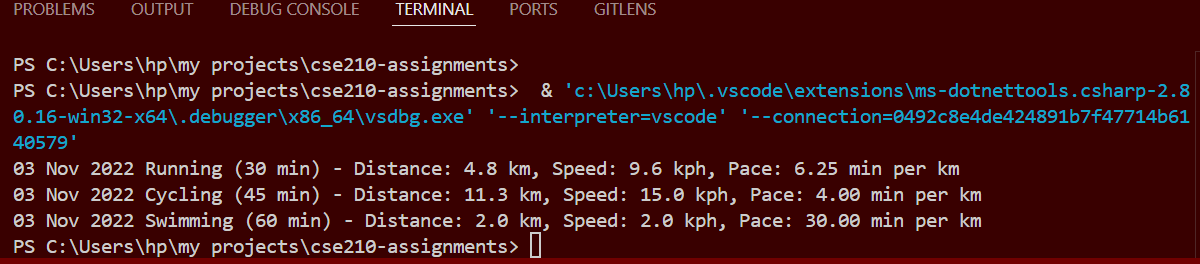 PROBLEMS OUTPUT DEBUG CONSOLE TERMINAL PORTS GITLENS
PS C:\Users\hp\my projects\cse210-assignments>
PS C:\Users\hp\my projects\cse210-assignments>  & 'c:\Users\hp\.vscode\extensions\ms-dotnettools.csharp-2.8
0.16-win32-x64\.debugger\x86_64\vsdbg.exe' '--interpreter=vscode' '--connection=0492c8e4de424891b7f47714b61
40579'
03 Nov 2022 Running (30 min) - Distance: 4.8 km, Speed: 9.6 kph, Pace: 6.25 min per km
03 Nov 2022 Cycling (45 min) - Distance: 11.3 km, Speed: 15.0 kph, Pace: 4.00 min per km
03 Nov 2022 Swimming (60 min) - Distance: 2.0 km, Speed: 2.0 kph, Pace: 30.00 min per km
PS C:\Users\hp\my projects\cse210-assignments>